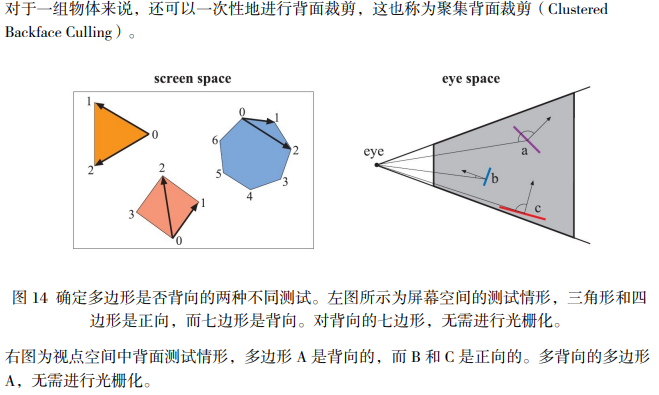 对于一组物体来说，还可以一次性地进行背面裁剪，这也称为聚集背面裁剪（Clustered
Backface Culling）。
screen space
eye space
1
0
2
0
1
2
3
4
5
6
2
1
3
0
eye
a
b
c
图 14 确定多边形是否背向的两种不同测试。左图所示为屏幕空间的测试情形，三角形和四
边形是正向，而七边形是背向。对背向的七边形，无需进行光栅化。
右图为视点空间中背面测试情形，多边形 A 是背向的，而 B 和 C 是正向的。多背向的多边形
A，无需进行光栅化。